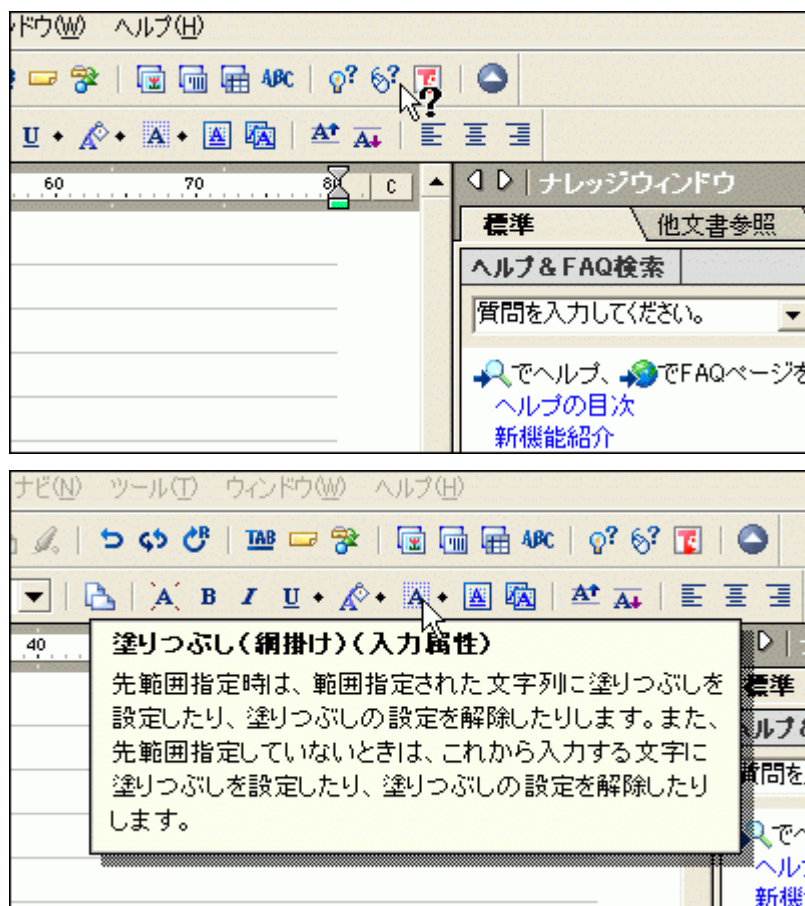 ンドウ(W) ヘルプ(H)
ABC
U A A A A A
60 70 80 C
ナレッジウィンドウ
標準 他文書参照
ヘルプ&FAQ検索
質問を入力してください。
でヘルプ、でFAQページを
ヘルプの目次
新機能紹介
ナビ(N) ツール(T) ウィンドウ(W) ヘルプ(H)
TAB ABC
A B I U A A A A A
40
塗りつぶし(網掛け)(入力属性)
先範囲指定時は、範囲指定された文字列に塗りつぶしを
設定したり、塗りつぶしの設定を解除したりします。また、
先範囲指定していないときは、これから入力する文字に
塗りつぶしを設定したり、塗りつぶしの設定を解除したり
します。
標準
ヘルプ&
質問を
でヘ
ヘルプ
新機